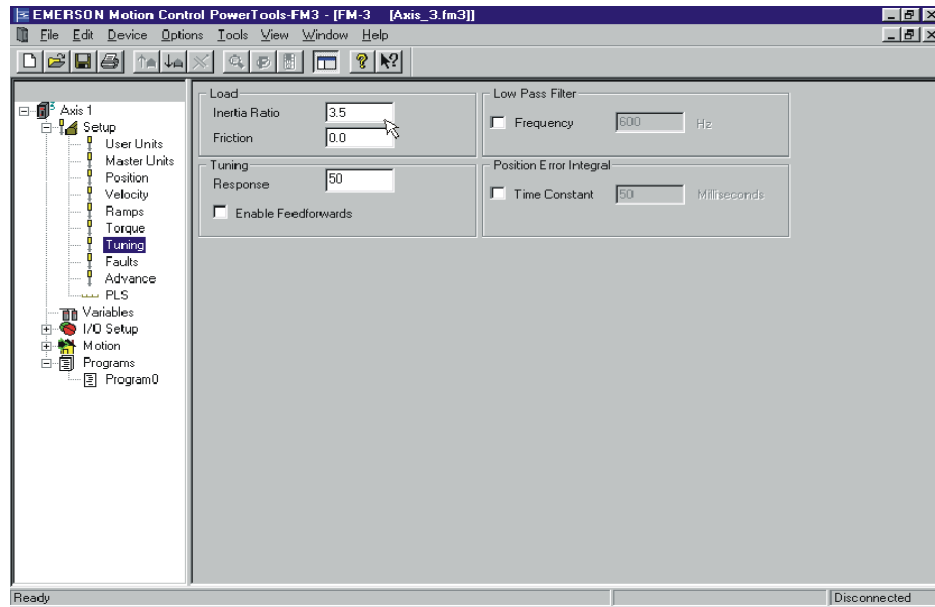 EMERSON Motion Control PowerTools-FM3 - [FM-3 [Axis_3.fm3]]
File Edit Device Options Tools View Window Help
Axis 1
Setup
User Units
Master Units
Position
Velocity
Ramps
Torque
Tuning
Faults
Advance
PLS
Variables
I/O Setup
Motion
Programs
Program0
Load
Inertia Ratio 3.5
Friction 0.0
Tuning
Response 50
Enable Feedforwards
Low Pass Filter
Frequency 600 Hz
Position Error Integral
Time Constant 50 Milliseconds
Ready Disconnected